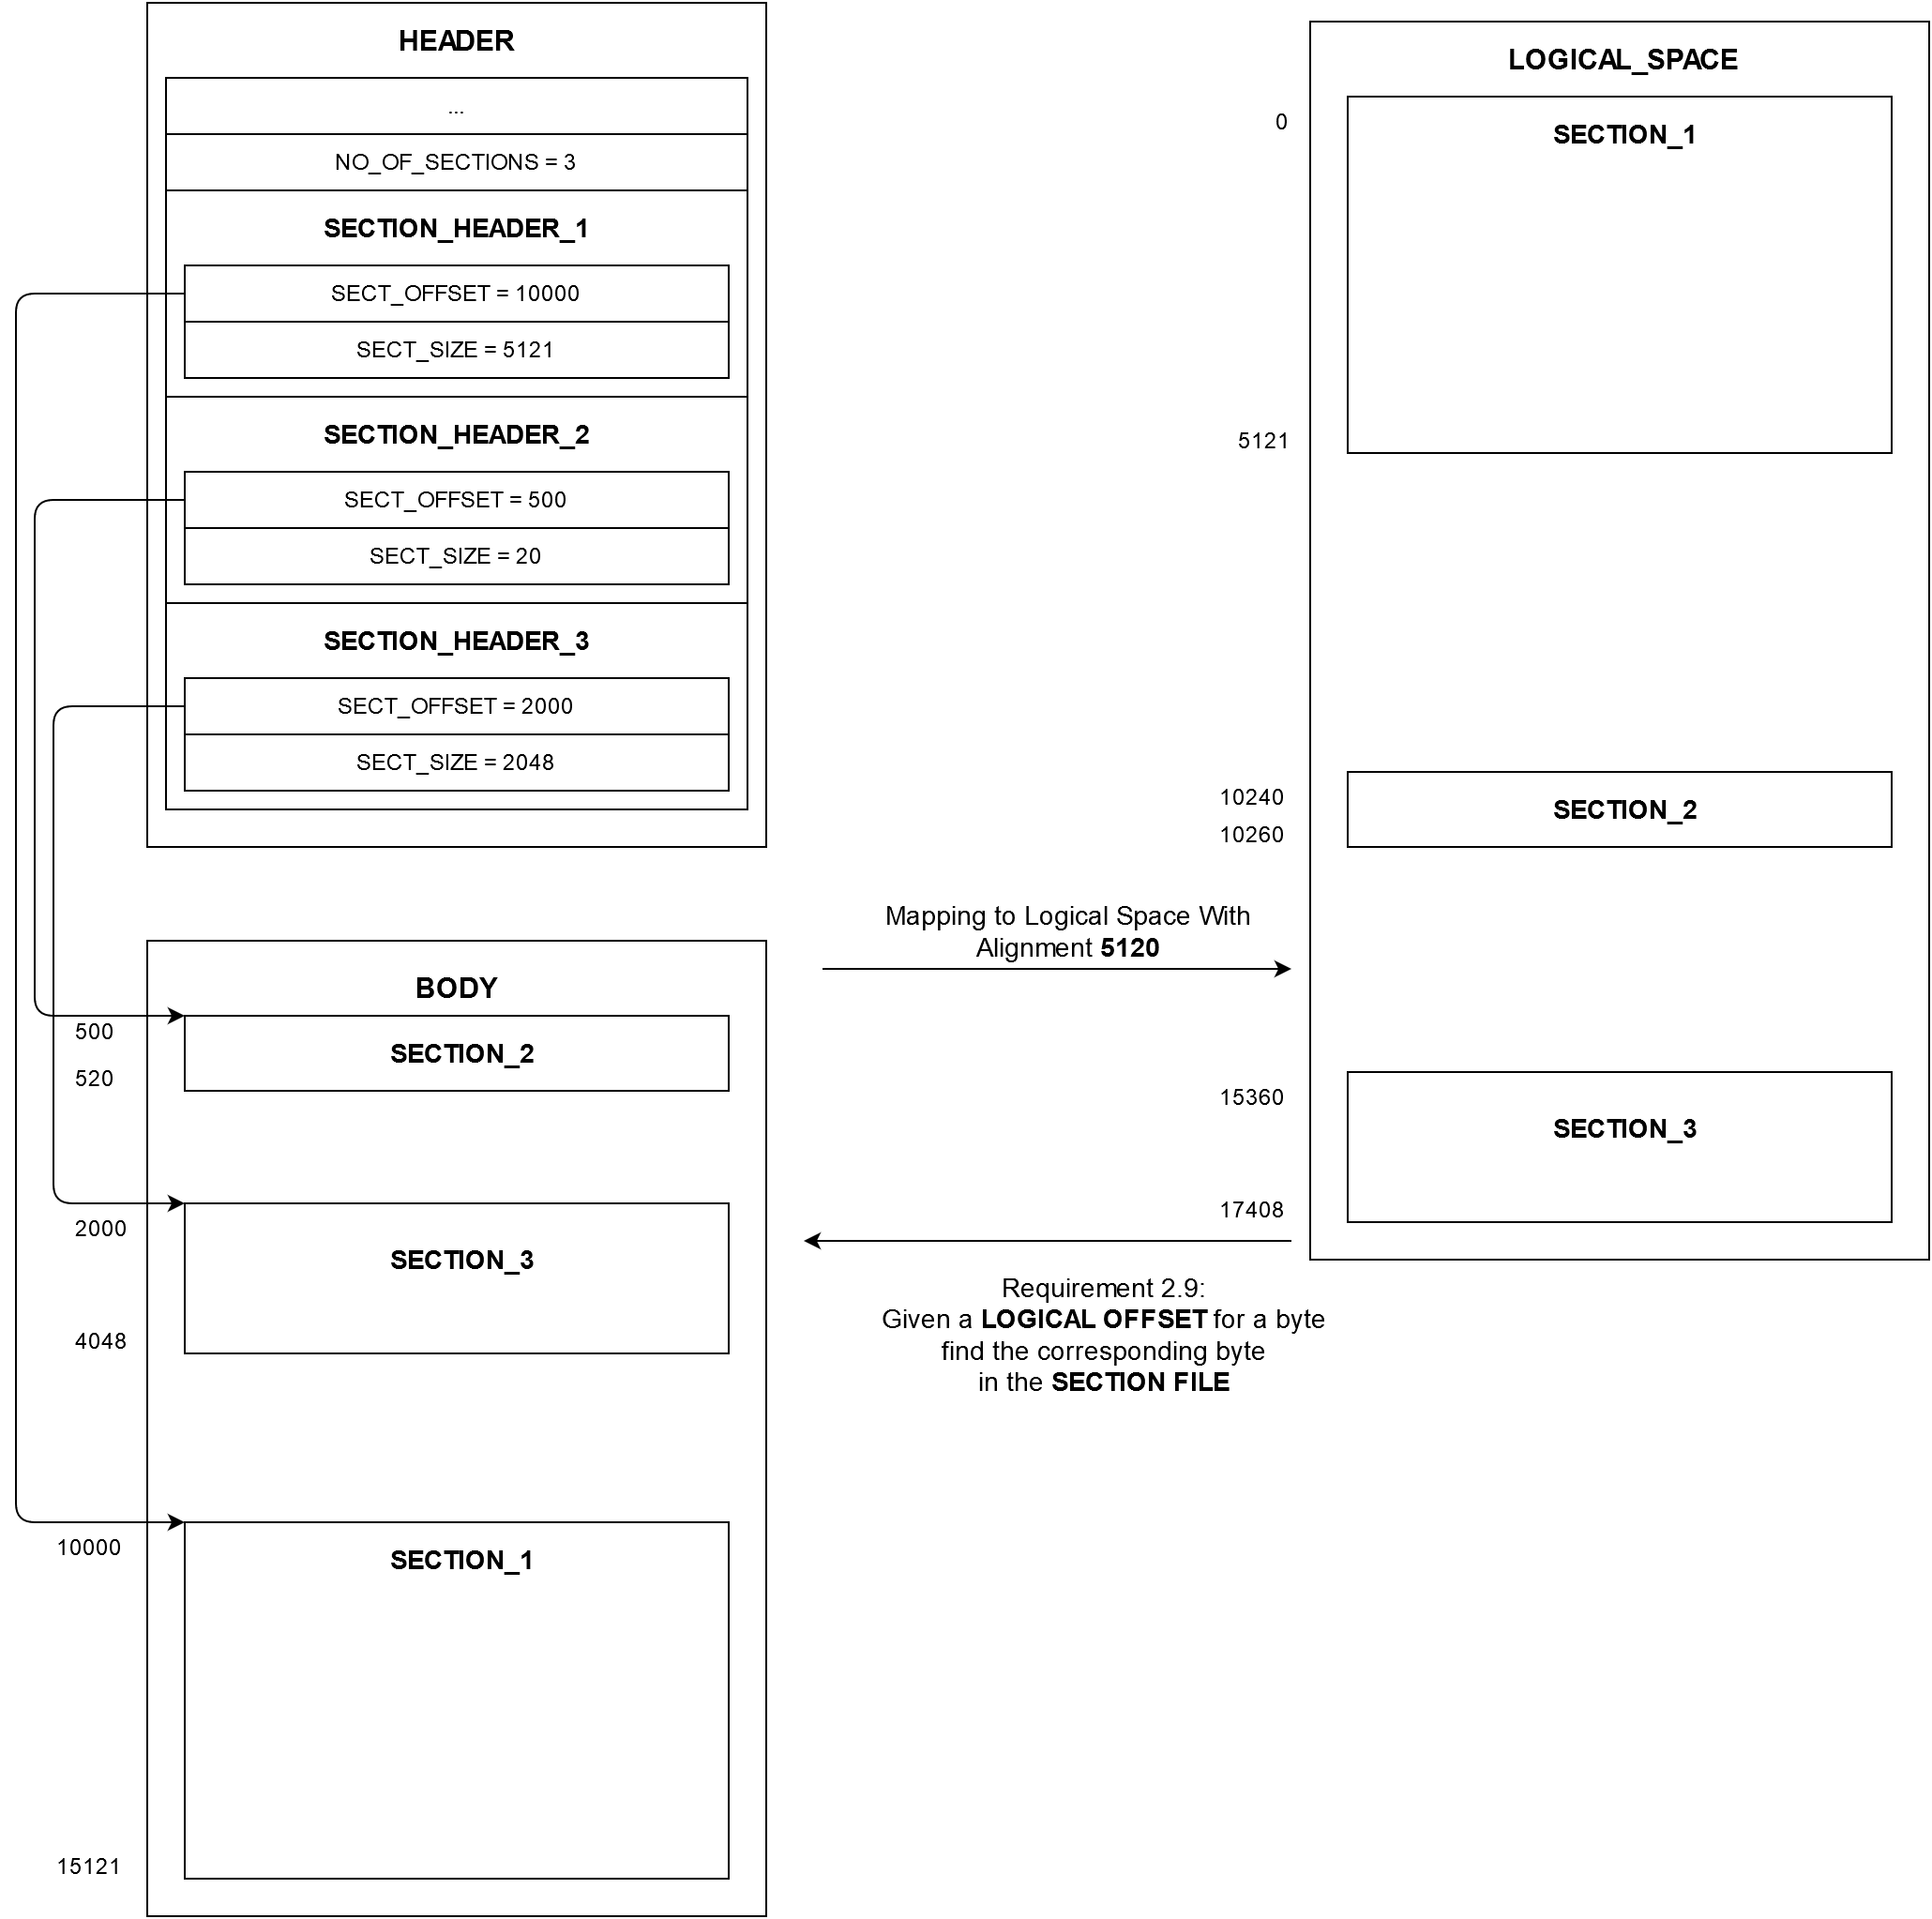 HEADER
...
NO_OF_SECTIONS = 3
SECTION_HEADER_1
SECT_OFFSET = 10000
SECT_SIZE = 5121
SECTION_HEADER_2
SECT_OFFSET = 500
SECT_SIZE = 20
SECTION_HEADER_3
SECT_OFFSET = 2000
SECT_SIZE = 2048
BODY
500
SECTION_2
520
2000
SECTION_3
4048
10000
SECTION_1
15121
Mapping to Logical Space With
Alignment 5120
Requirement 2.9:
Given a LOGICAL OFFSET for a byte
find the corresponding byte
in the SECTION FILE
LOGICAL_SPACE
0
SECTION_1
5121
10240
SECTION_2
10260
15360
SECTION_3
17408